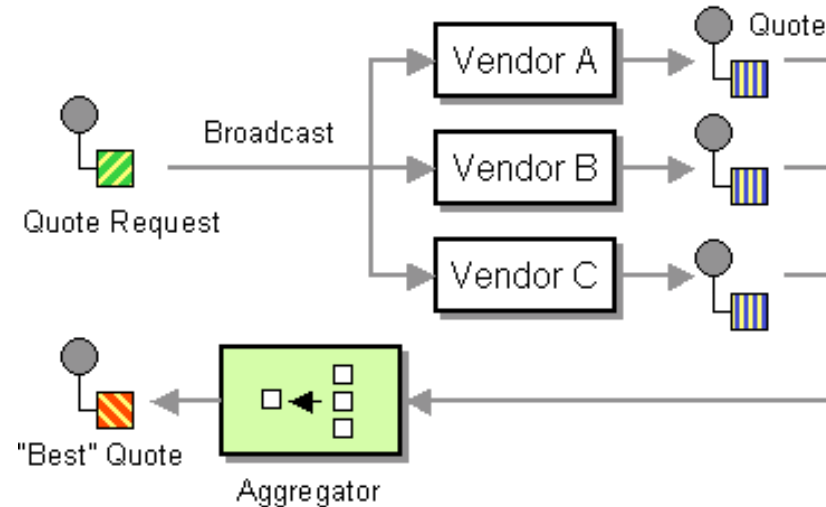 Vendor A
Quote
Broadcast
Vendor B
Quote Request
Vendor C
"Best" Quote
Aggregator